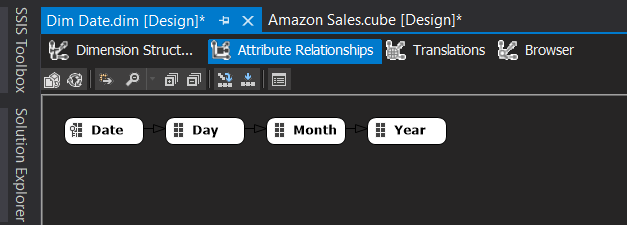 SSIS Toolbox
Solution Explorer
Dim Date.dim [Design]* Amazon Sales.cube [Design]*
Dimension Struct... Attribute Relationships Translations Browser
Date Day Month Year